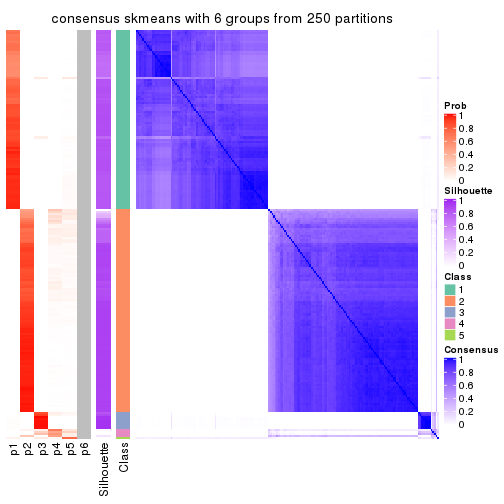 consensus skmeans with 6 groups from 250 partitions
Prob
1
0.8
0.6
0.4
0.2
0
Silhouette
1
0.8
0.6
0.4
0.2
0
Class
1
2
3
4
5
Consensus
1
0.8
0.6
0.4
0.2
0
p1
p2
p3
p4
p5
p6
Silhouette
Class